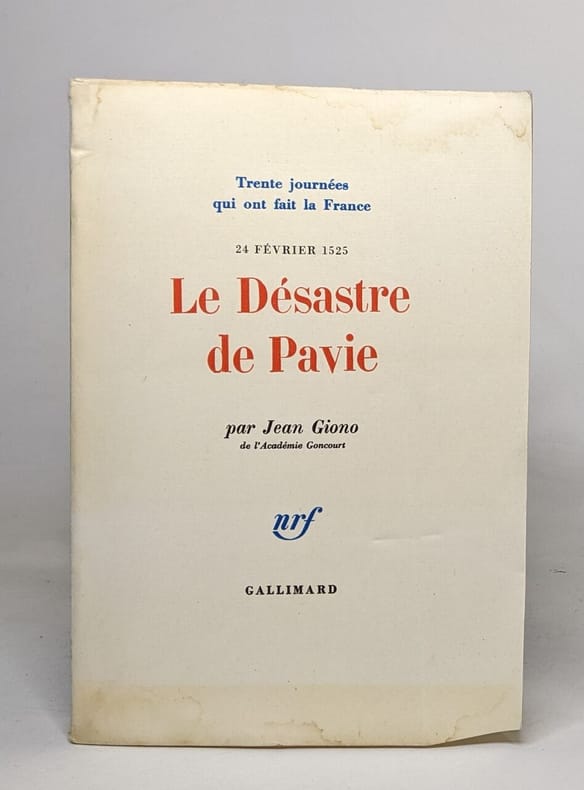 Trente journées
qui ont fait la France
24 FÉVRIER 1525
Le Désastre
de Pavie
par Jean Giono
de l'Académie Goncourt
nrf
GALLIMARD